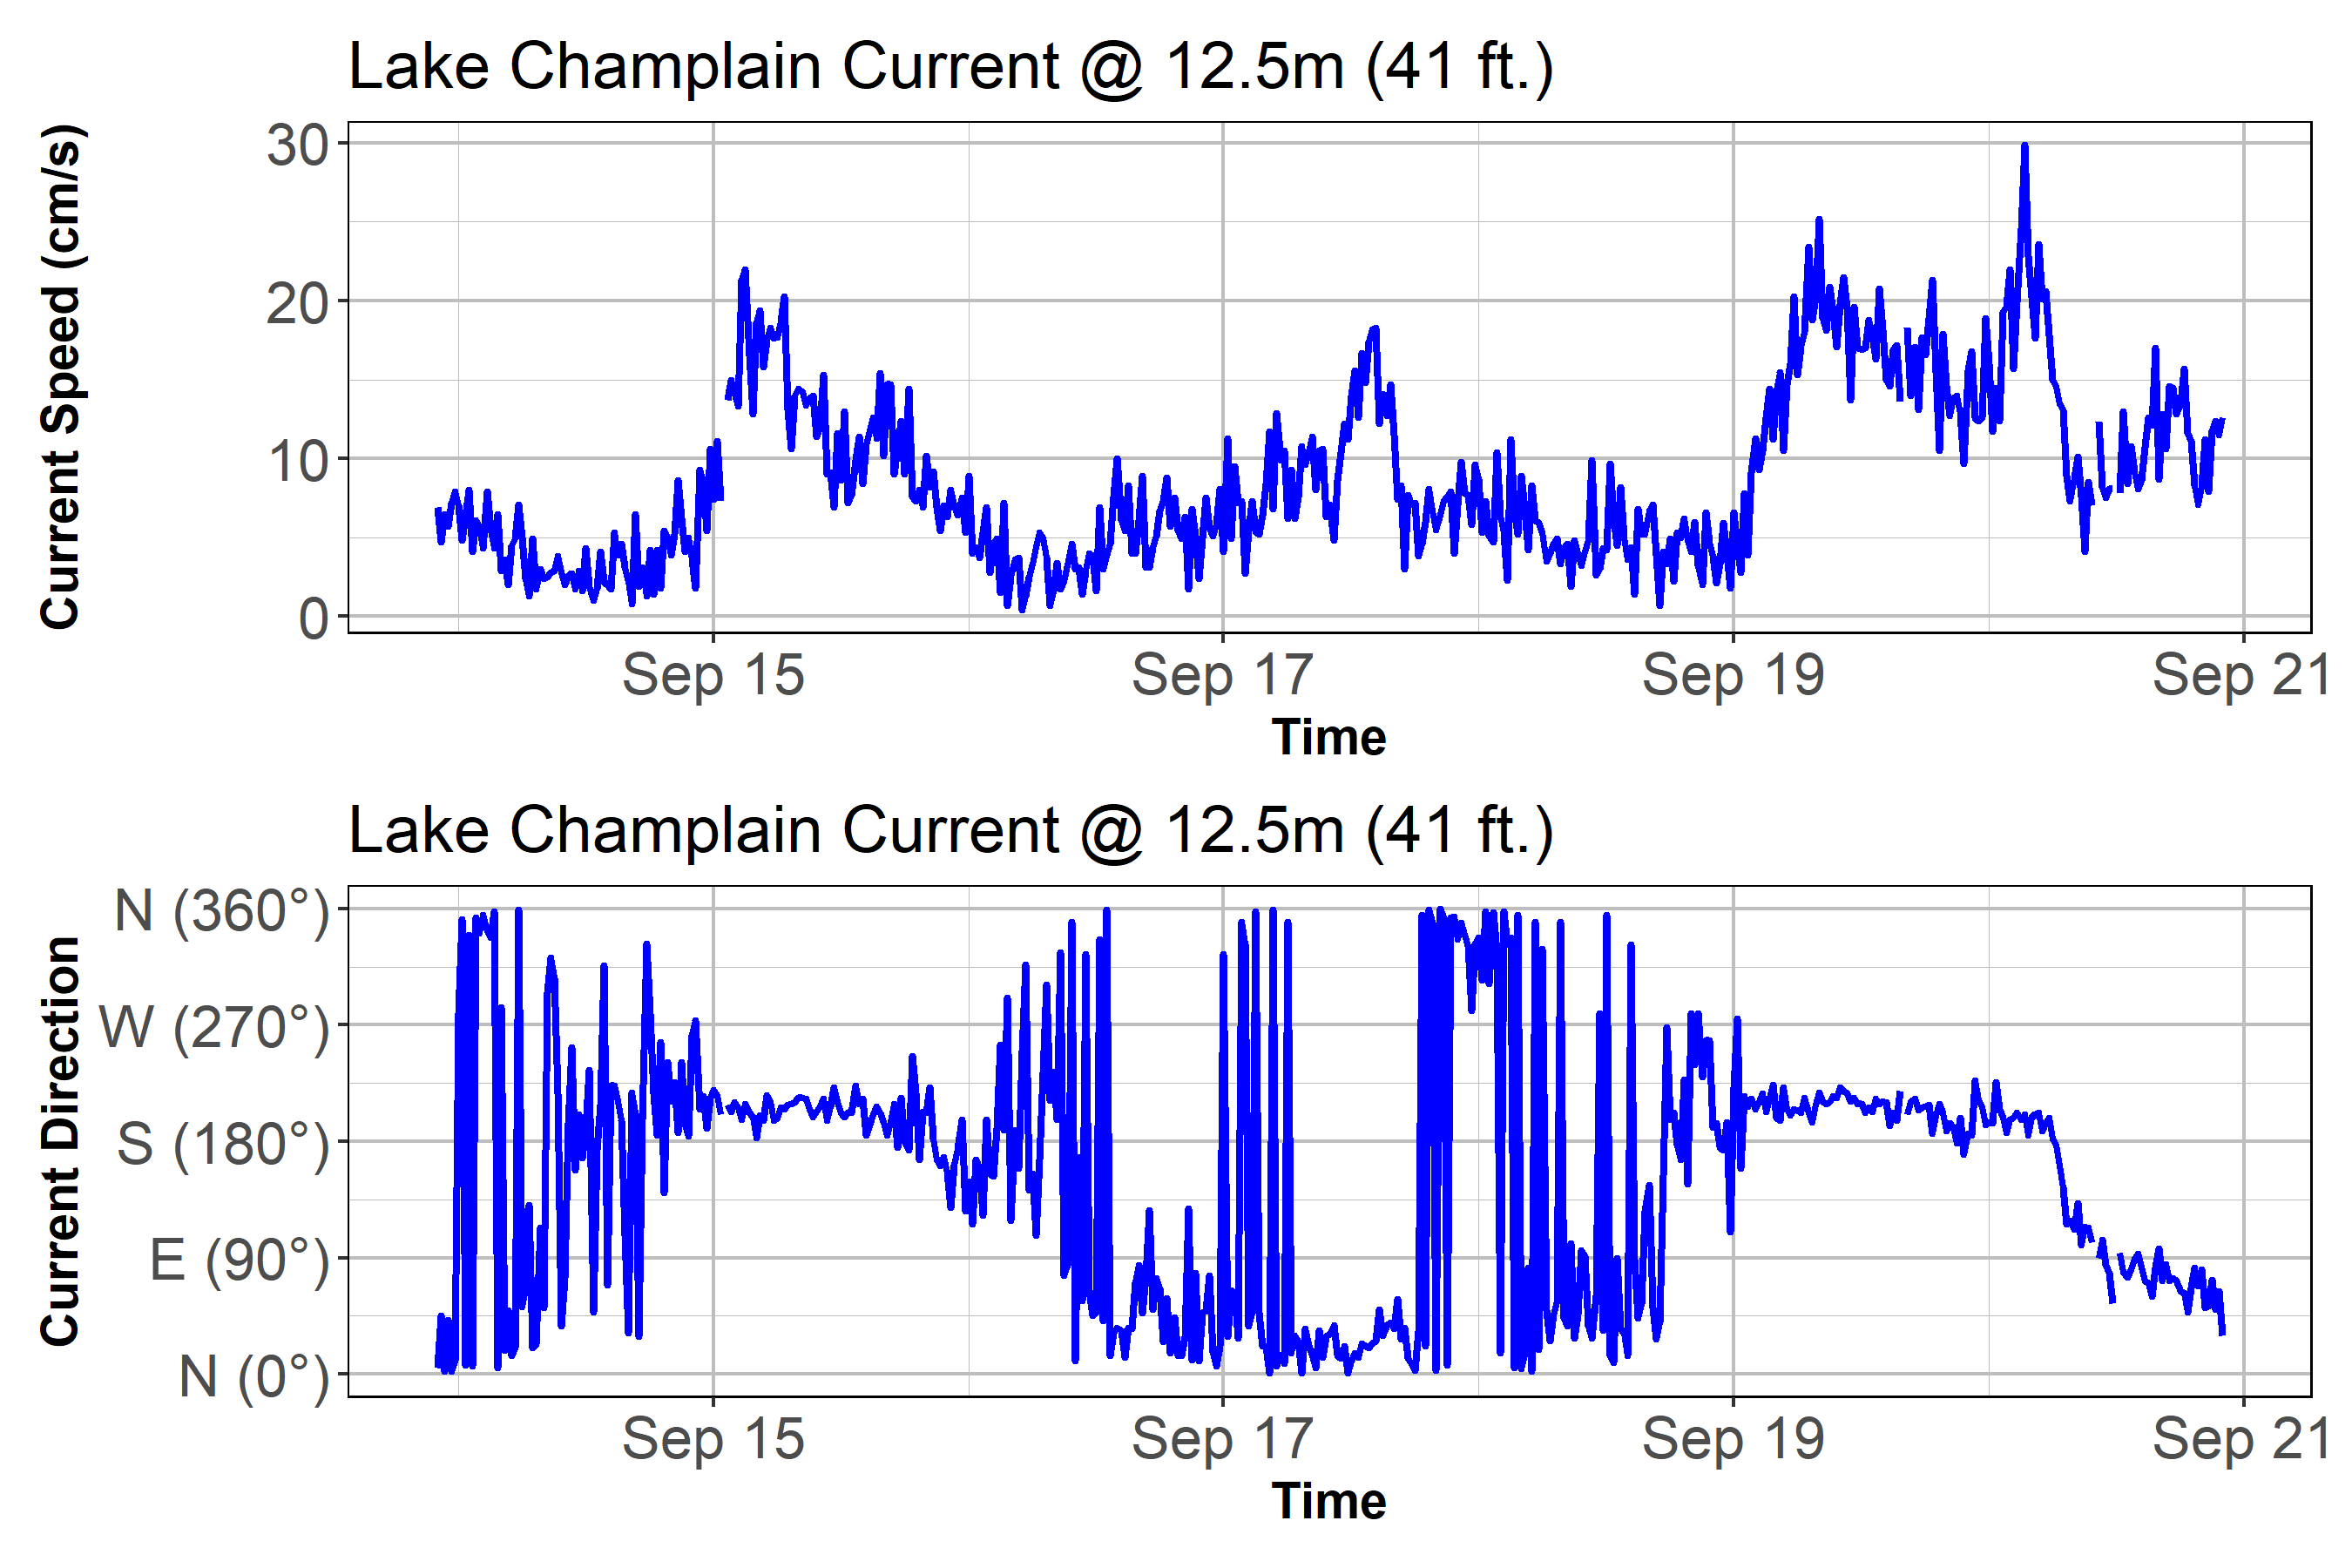 Lake Champlain Current @ 12.5m (41 ft.)
Current Speed (cm/s)
30
20
10
0
Sep 15 Sep 17 Sep 19 Sep 21
Time
Lake Champlain Current @ 12.5m (41 ft.)
Current Direction
N (360°)
W (270°)
S (180°)
E (90°)
N (0°)
Sep 15 Sep 17 Sep 19 Sep 21
Time